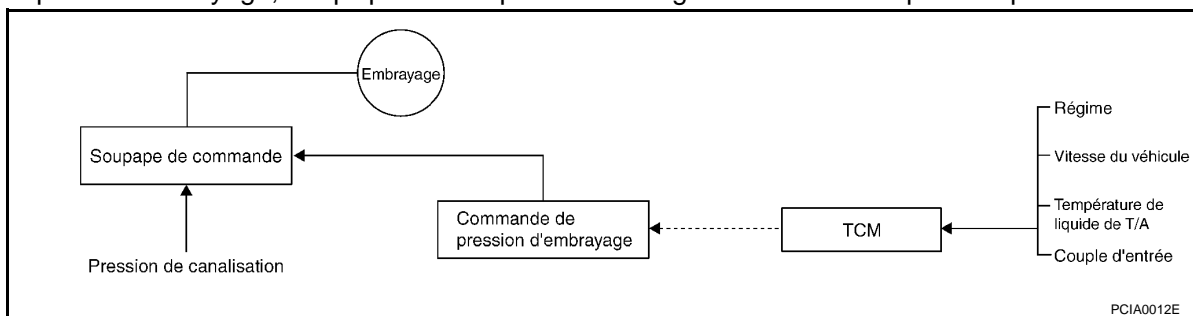 Embrayage
Soupape de commande
Pression de canalisation
Commande de
pression d'embrayage
TCM
Régime
Vitesse du véhicule
Température de
liquide de T/A
Couple d'entrée
PCIA0012E